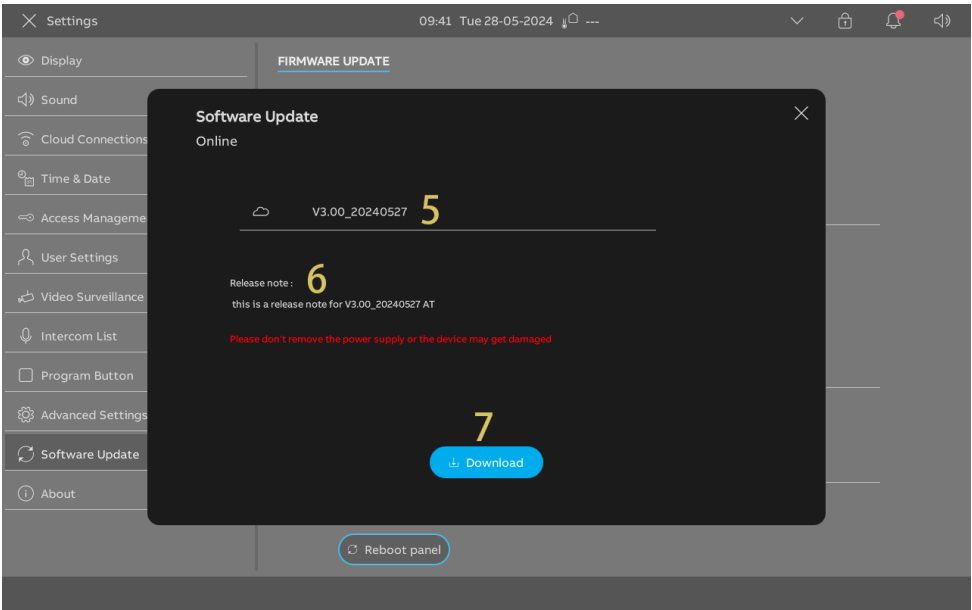 Settings
09:41 Tue 28-05-2024 ---
Display
FIRMWARE UPDATE
Sound
Cloud Connections
Time & Date
Access Manageme
User Settings
Video Surveillance
Intercom List
Program Button
Advanced Settings
Software Update
About
Software Update
Online
V3.00_20240527 5
6
Release note :
this is a release note for V3.00_20240527 AT
Please don't remove the power supply or the device may get damaged
7
Download
Reboot panel